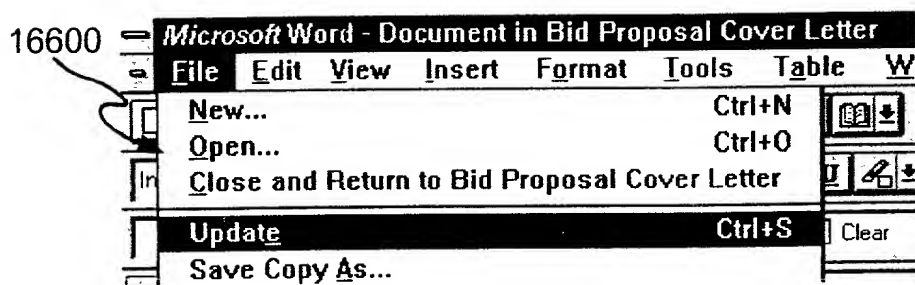 16600
Microsoft Word - Document in Bid Proposal Cover Letter
File Edit View Insert Format Tools Table W
New... Ctrl+N
Open... Ctrl+O
In
Close and Return to Bid Proposal Cover Letter
Update Ctrl+S
Clear
Save Copy As...